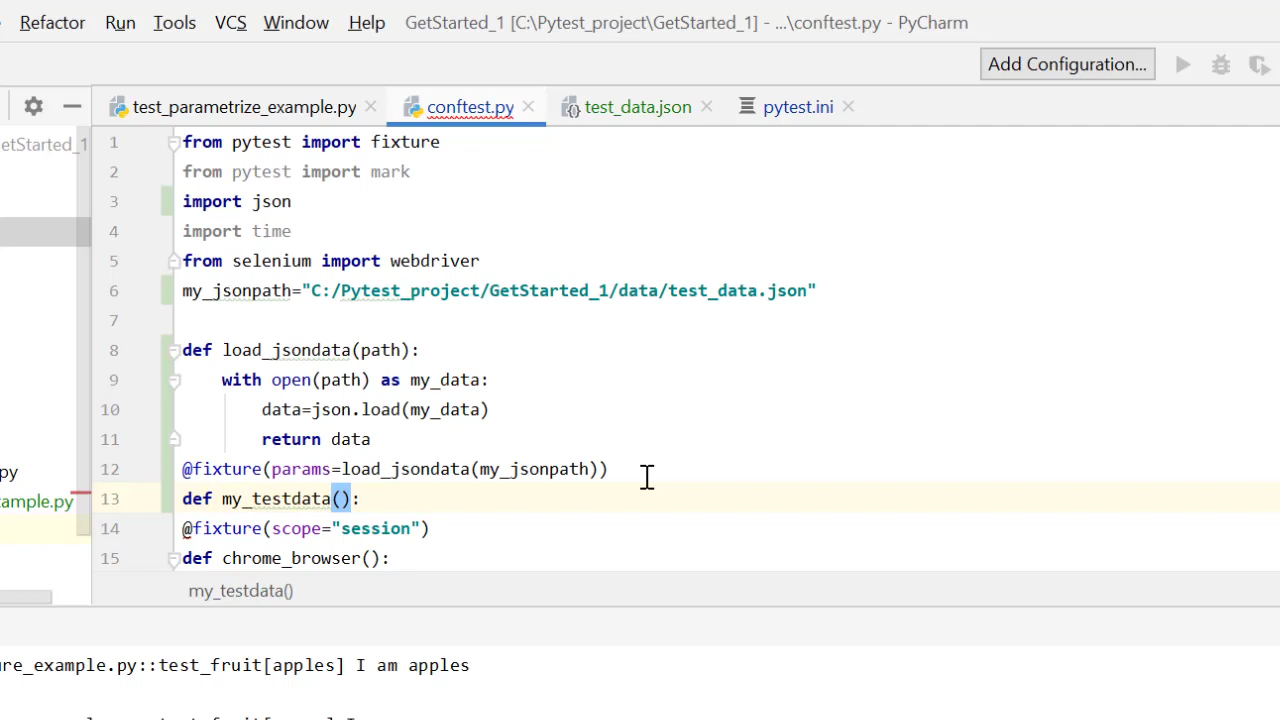 Refactor Run Tools VCS Window Help GetStarted_1 [C:\Pytest_project\GetStarted_1] - ...\conftest.py - PyCharm
Add Configuration...
test_parametrize_example.py conftest.py test_data.json pytest.ini
etStarted_1
1 from pytest import fixture
2 from pytest import mark
3 import json
4 import time
5 from selenium import webdriver
6 my_jsonpath="C:/Pytest_project/GetStarted_1/data/test_data.json"
7
8 def load_jsondata(path):
9 with open(path) as my_data:
10 data=json.load(my_data)
11 return data
py
12 @fixture(params=load_jsondata(my_jsonpath))
ample.py
13 def my_testdata():
14 @fixture(scope="session")
15 def chrome_browser():
my_testdata()
ure_example.py::test_fruit[apples] I am apples